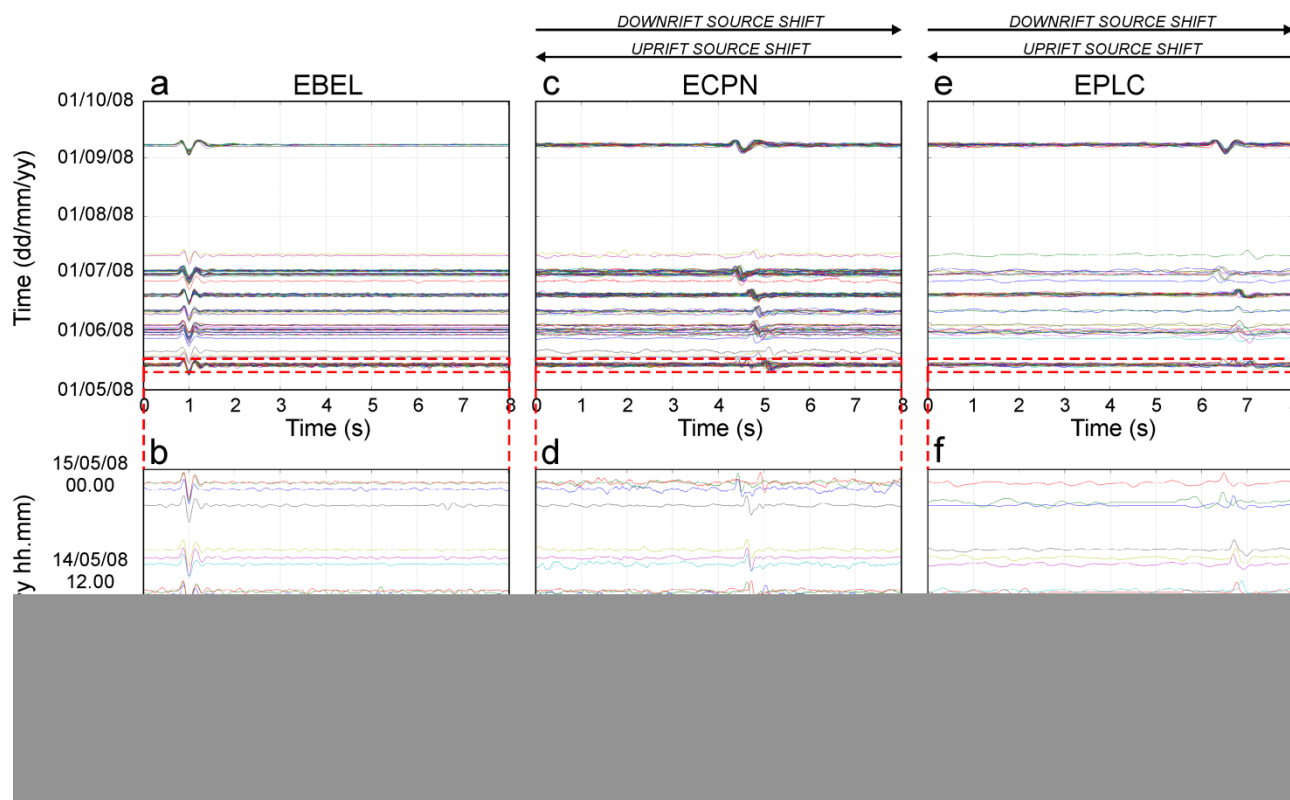 DOWNRIFT SOURCE SHIFT DOWNRIFT SOURCE SHIFT
UPRIFT SOURCE SHIFT UPRIFT SOURCE SHIFT
a EBEL c ECPN e EPLC
01/10/08
01/09/08
01/08/08
01/07/08
01/06/08
01/05/08
Time (dd/mm/yy)
0 1 2 3 4 5 6 7 8 0 1 2 3 4 5 6 7 8 0 1 2 3 4 5 6 7
Time (s) Time (s) Time (s)
b d f
15/05/08
00.00
14/05/08
12.00
y hh.mm)